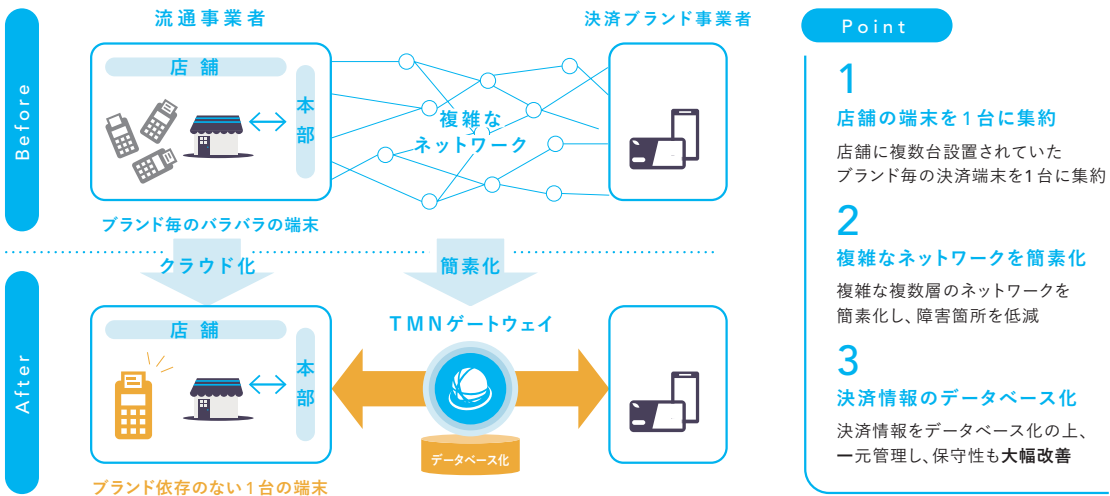 Before
流通事業者
決済ブランド事業者
店舗
本部
複雑な
ネットワーク
ブランド毎のバラバラの端末
クラウド化
簡素化
After
店舗
本部
TMNゲートウェイ
データベース化
ブランド依存のない1台の端末
Point
1
店舗の端末を1台に集約
店舗に複数台設置されていた
ブランド毎の決済端末を1台に集約
2
複雑なネットワークを簡素化
複雑な複数層のネットワークを
簡素化し、障害箇所を低減
3
決済情報のデータベース化
決済情報をデータベース化の上、
一元管理し、保守性も大幅改善